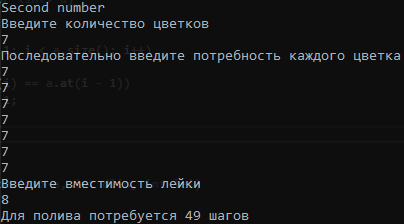 Second number
Введите количество цветков
7
Последовательно введите потребность каждого цветка
7
7
7
7
7
7
7
Введите вместимость лейки
8
Для полива потребуется 49 шагов